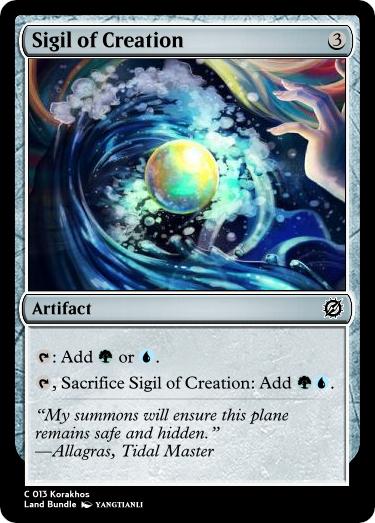 Sigil of Creation 3
Artifact
: Add or .
, Sacrifice Sigil of Creation: Add .
“My summons will ensure this plane
remains safe and hidden.”
—Allagras, Tidal Master
C 013 Korakhos
Land Bundle YANGTIANLI